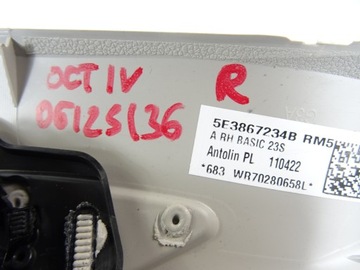 OCT IV
R
06125136
5E3867234B RM5
A RH BASIC 23S
Antolin PL 110422
*683 WR70280658L*